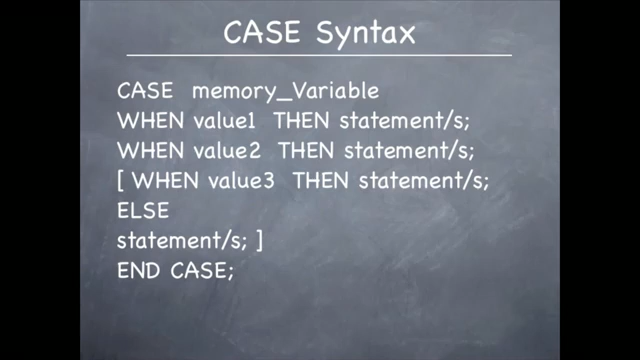 CASE Syntax
CASE memory_Variable
WHEN value1 THEN statement/s;
WHEN value2 THEN statement/s;
[ WHEN value3 THEN statement/s;
ELSE
statement/s; ]
END CASE;